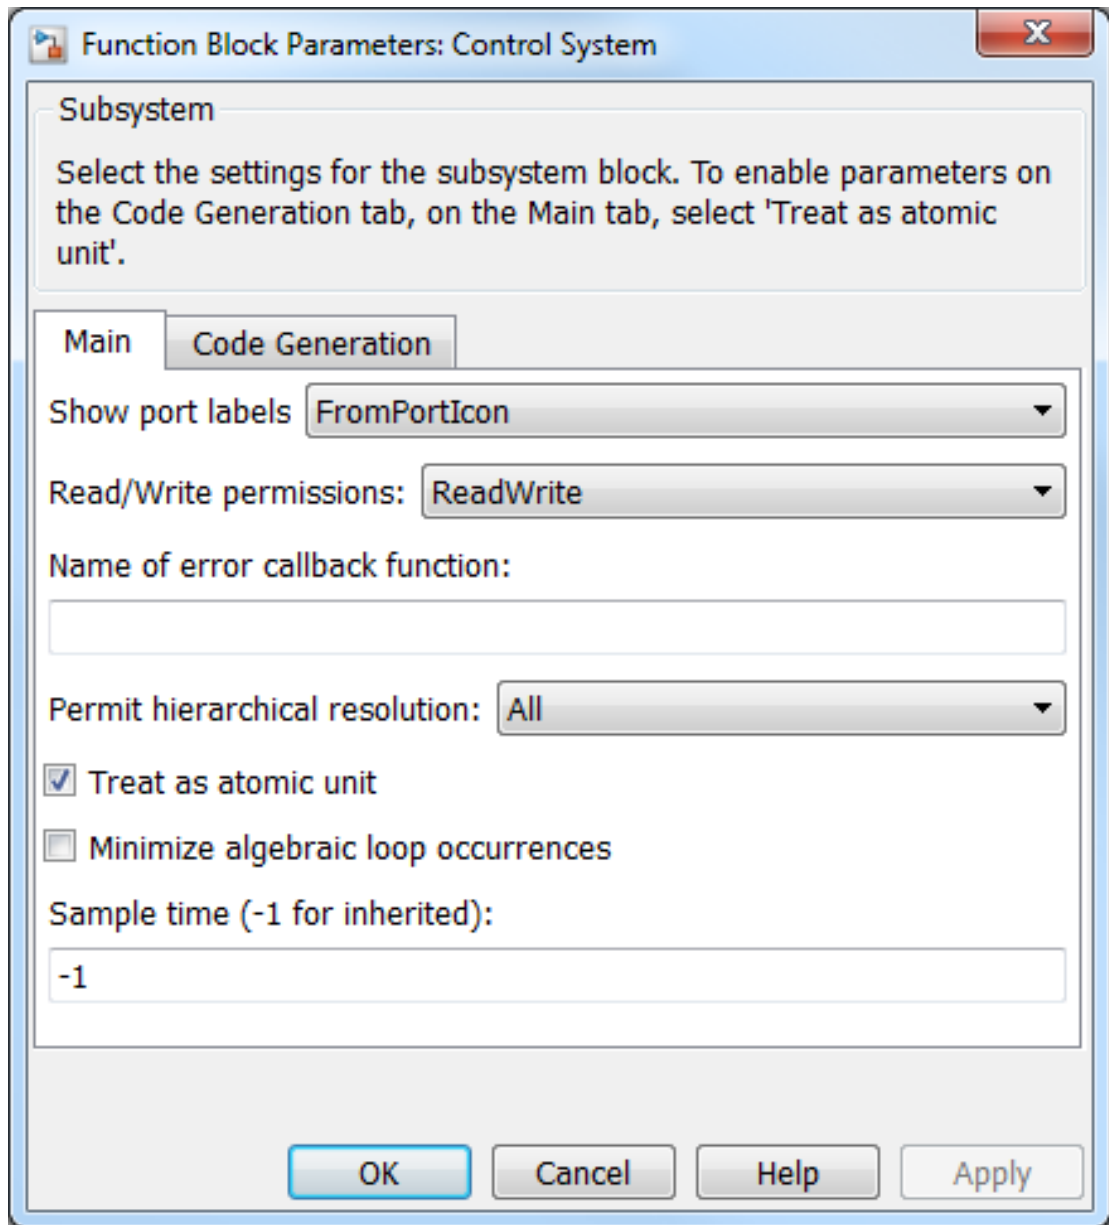 Function Block Parameters: Control System
Subsystem
Select the settings for the subsystem block. To enable parameters on
the Code Generation tab, on the Main tab, select 'Treat as atomic
unit'.
Main
Code Generation
Show port labels FromPortIcon
Read/Write permissions: ReadWrite
Name of error callback function:
Permit hierarchical resolution: All
Treat as atomic unit
Minimize algebraic loop occurrences
Sample time (-1 for inherited):
-1
OK
Cancel
Help
Apply